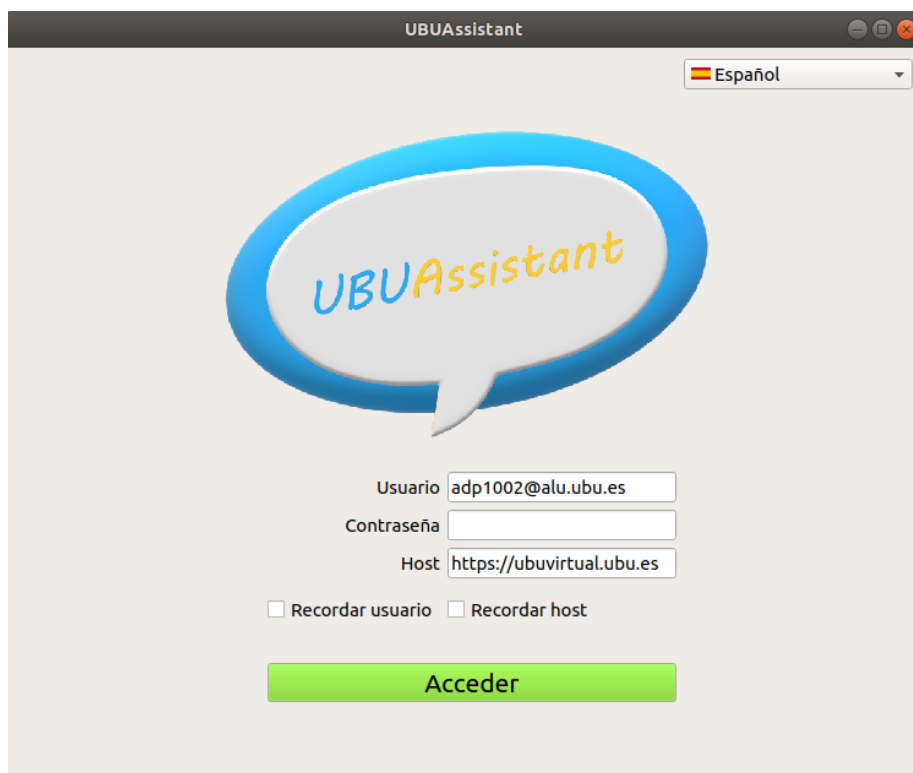 UBUAssistant
Español
UBUAssistant
Usuario adp1002@alu.ubu.es
Contraseña
Host https://ubuvirtual.ubu.es
Recordar usuario Recordar host
Acceder